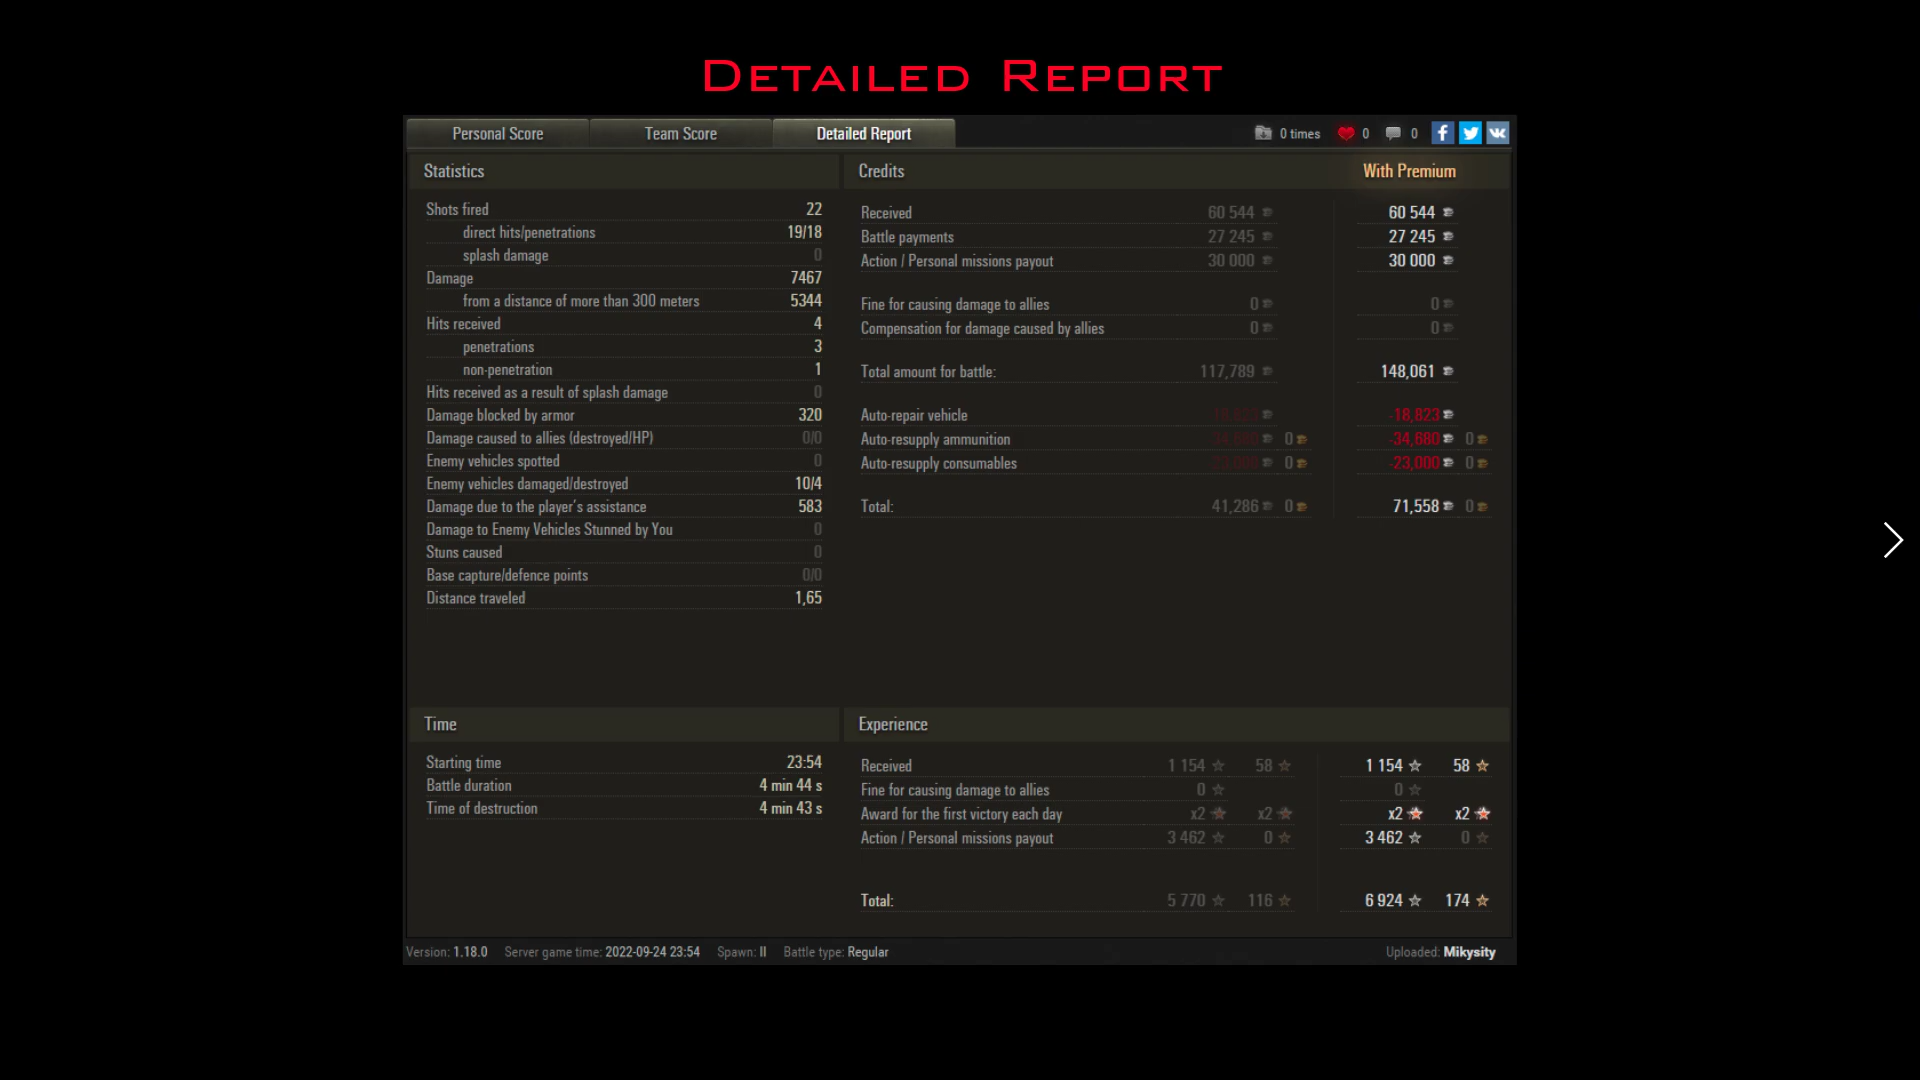 Detailed Report
Personal Score Team Score Detailed Report 0 times 0 0
Statistics
Shots fired 22
direct hits/penetrations 19/18
splash damage 0
Damage 7467
from a distance of more than 300 meters 5344
Hits received 4
penetrations 3
non-penetration 1
Hits received as a result of splash damage 0
Damage blocked by armor 320
Damage caused to allies (destroyed/HP) 0/0
Enemy vehicles spotted 0
Enemy vehicles damaged/destroyed 10/4
Damage due to the player's assistance 583
Damage to Enemy Vehicles Stunned by You 0
Stuns caused 0
Base capture/defence points 0/0
Distance traveled 1,65
Credits With Premium
Received 60 544 60 544
Battle payments 27 245 27 245
Action / Personal missions payout 30 000 30 000
Fine for causing damage to allies 0 0
Compensation for damage caused by allies 0 0
Total amount for battle: 117,789 148,061
Auto-repair vehicle -18,823 -18,823
Auto-resupply ammunition -34,680 0 -34,680 0
Auto-resupply consumables -23,000 0 -23,000 0
Total: 41,286 0 71,558 0
Time
Starting time 23:54
Battle duration 4 min 44 s
Time of destruction 4 min 43 s
Experience
Received 1 154 58 1 154 58
Fine for causing damage to allies 0 0
Award for the first victory each day x2 x2 x2 x2
Action / Personal missions payout 3 462 0 3 462 0
Total: 5 770 116 6 924 174
Version: 1.18.0 Server game time: 2022-09-24 23:54 Spawn: II Battle type: Regular Uploaded: Mikysity